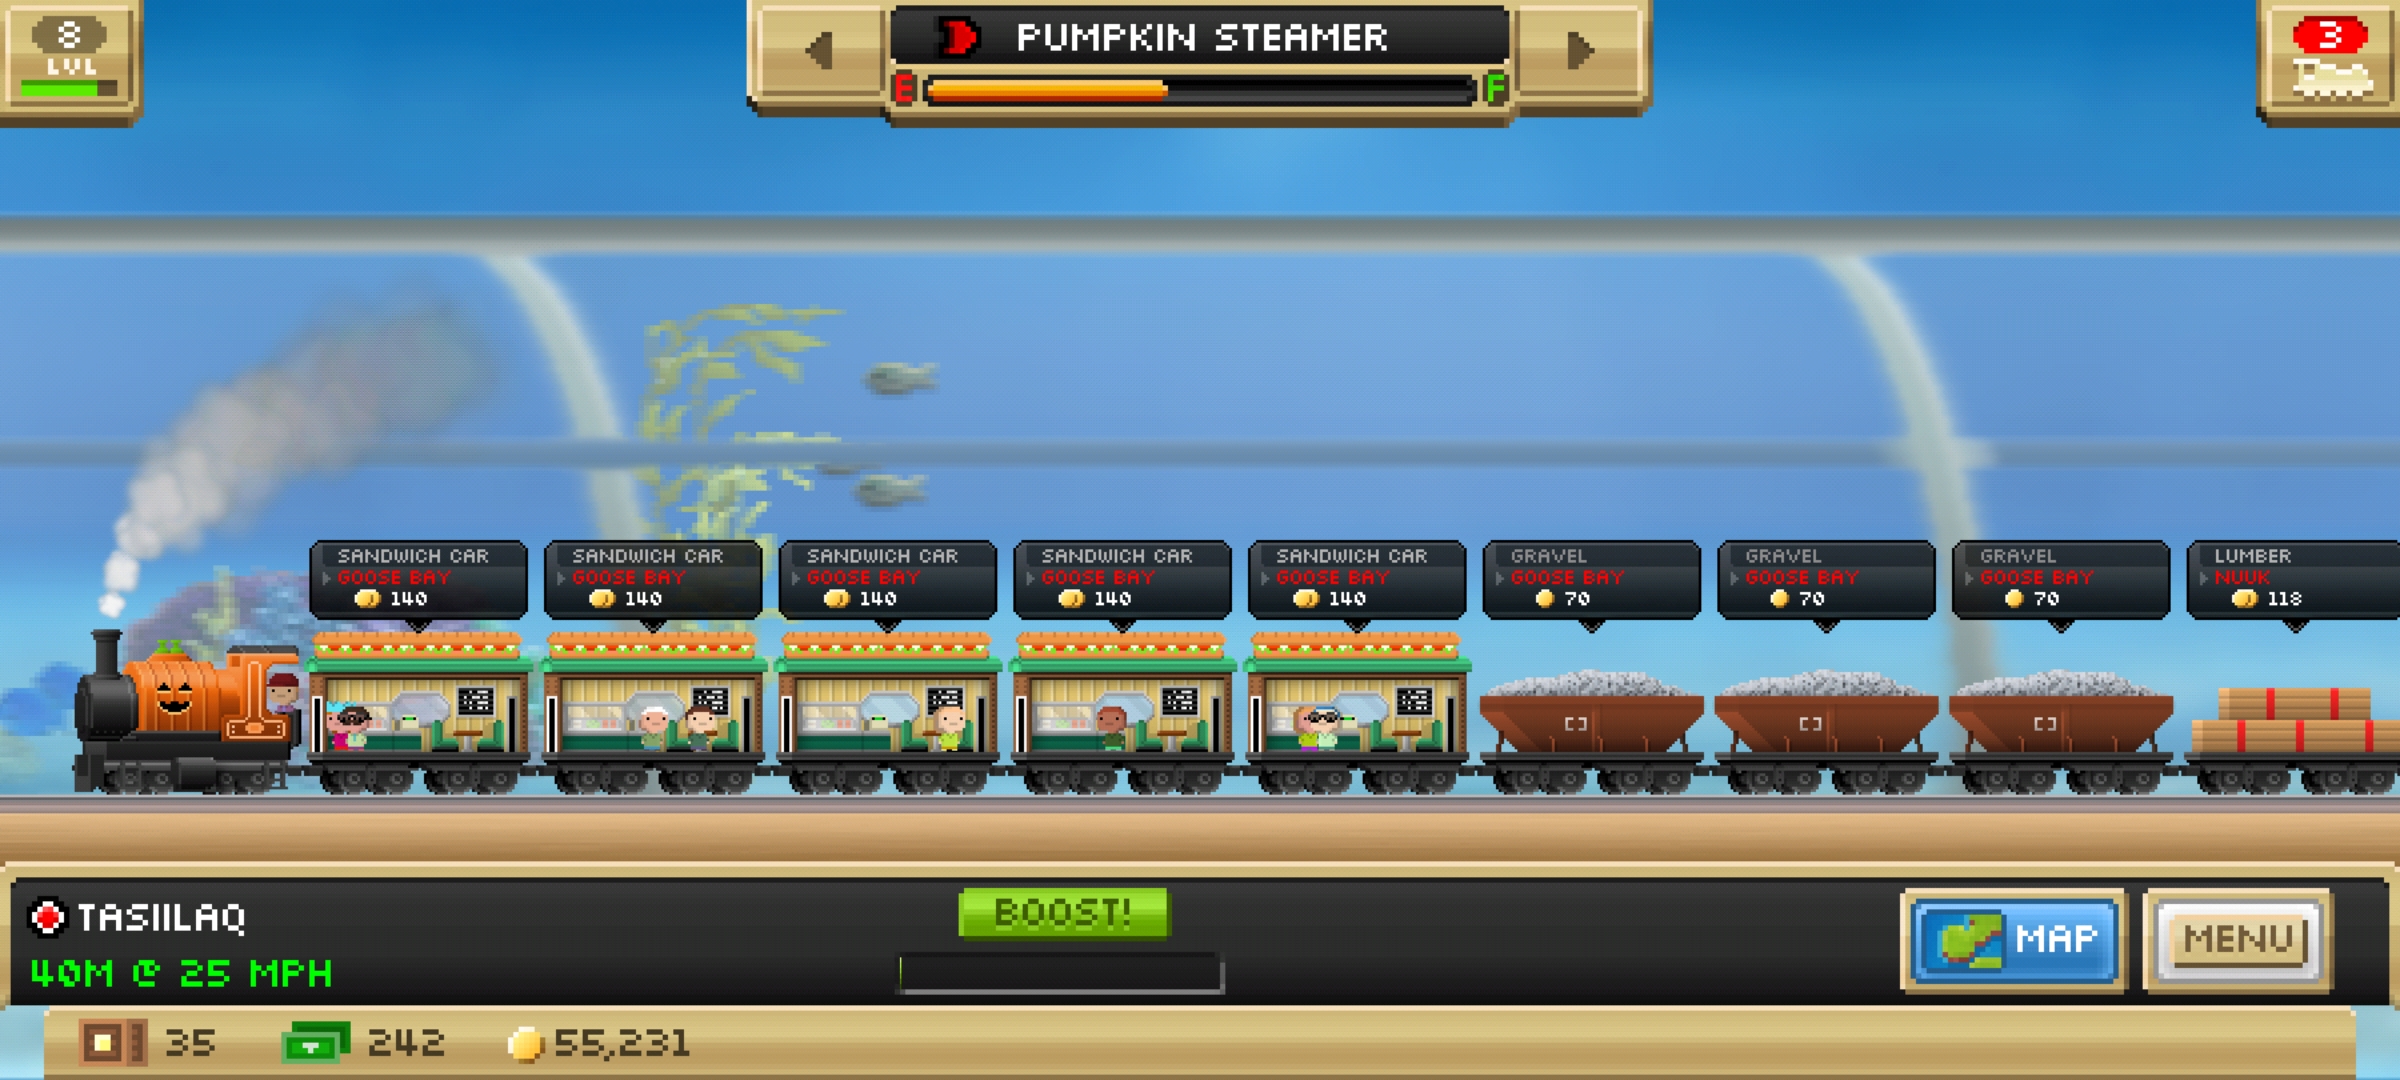 8
LVL
PUMPKIN STEAMER
E F
3
SANDWICH CAR
GOOSE BAY
140
SANDWICH CAR
GOOSE BAY
140
SANDWICH CAR
GOOSE BAY
140
SANDWICH CAR
GOOSE BAY
140
SANDWICH CAR
GOOSE BAY
140
GRAVEL
GOOSE BAY
70
GRAVEL
GOOSE BAY
70
GRAVEL
GOOSE BAY
70
LUMBER
NUUK
118
TASIILAQ
40M @ 25 MPH
BOOST!
MAP
MENU
35
242
55,231